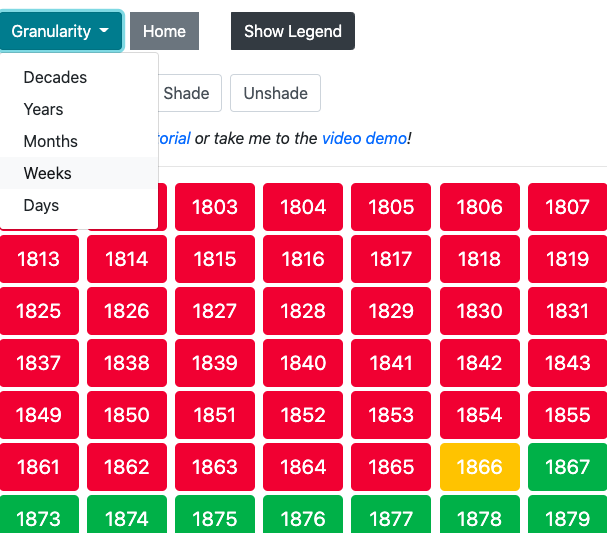 Granularity Home Show Legend
Decades
Shade Unshade
Years
Months
orial or take me to the video demo!
Weeks
Days
1803 1804 1805 1806 1807
1813 1814 1815 1816 1817 1818 1819
1825 1826 1827 1828 1829 1830 1831
1837 1838 1839 1840 1841 1842 1843
1849 1850 1851 1852 1853 1854 1855
1861 1862 1863 1864 1865 1866 1867
1873 1874 1875 1876 1877 1878 1879